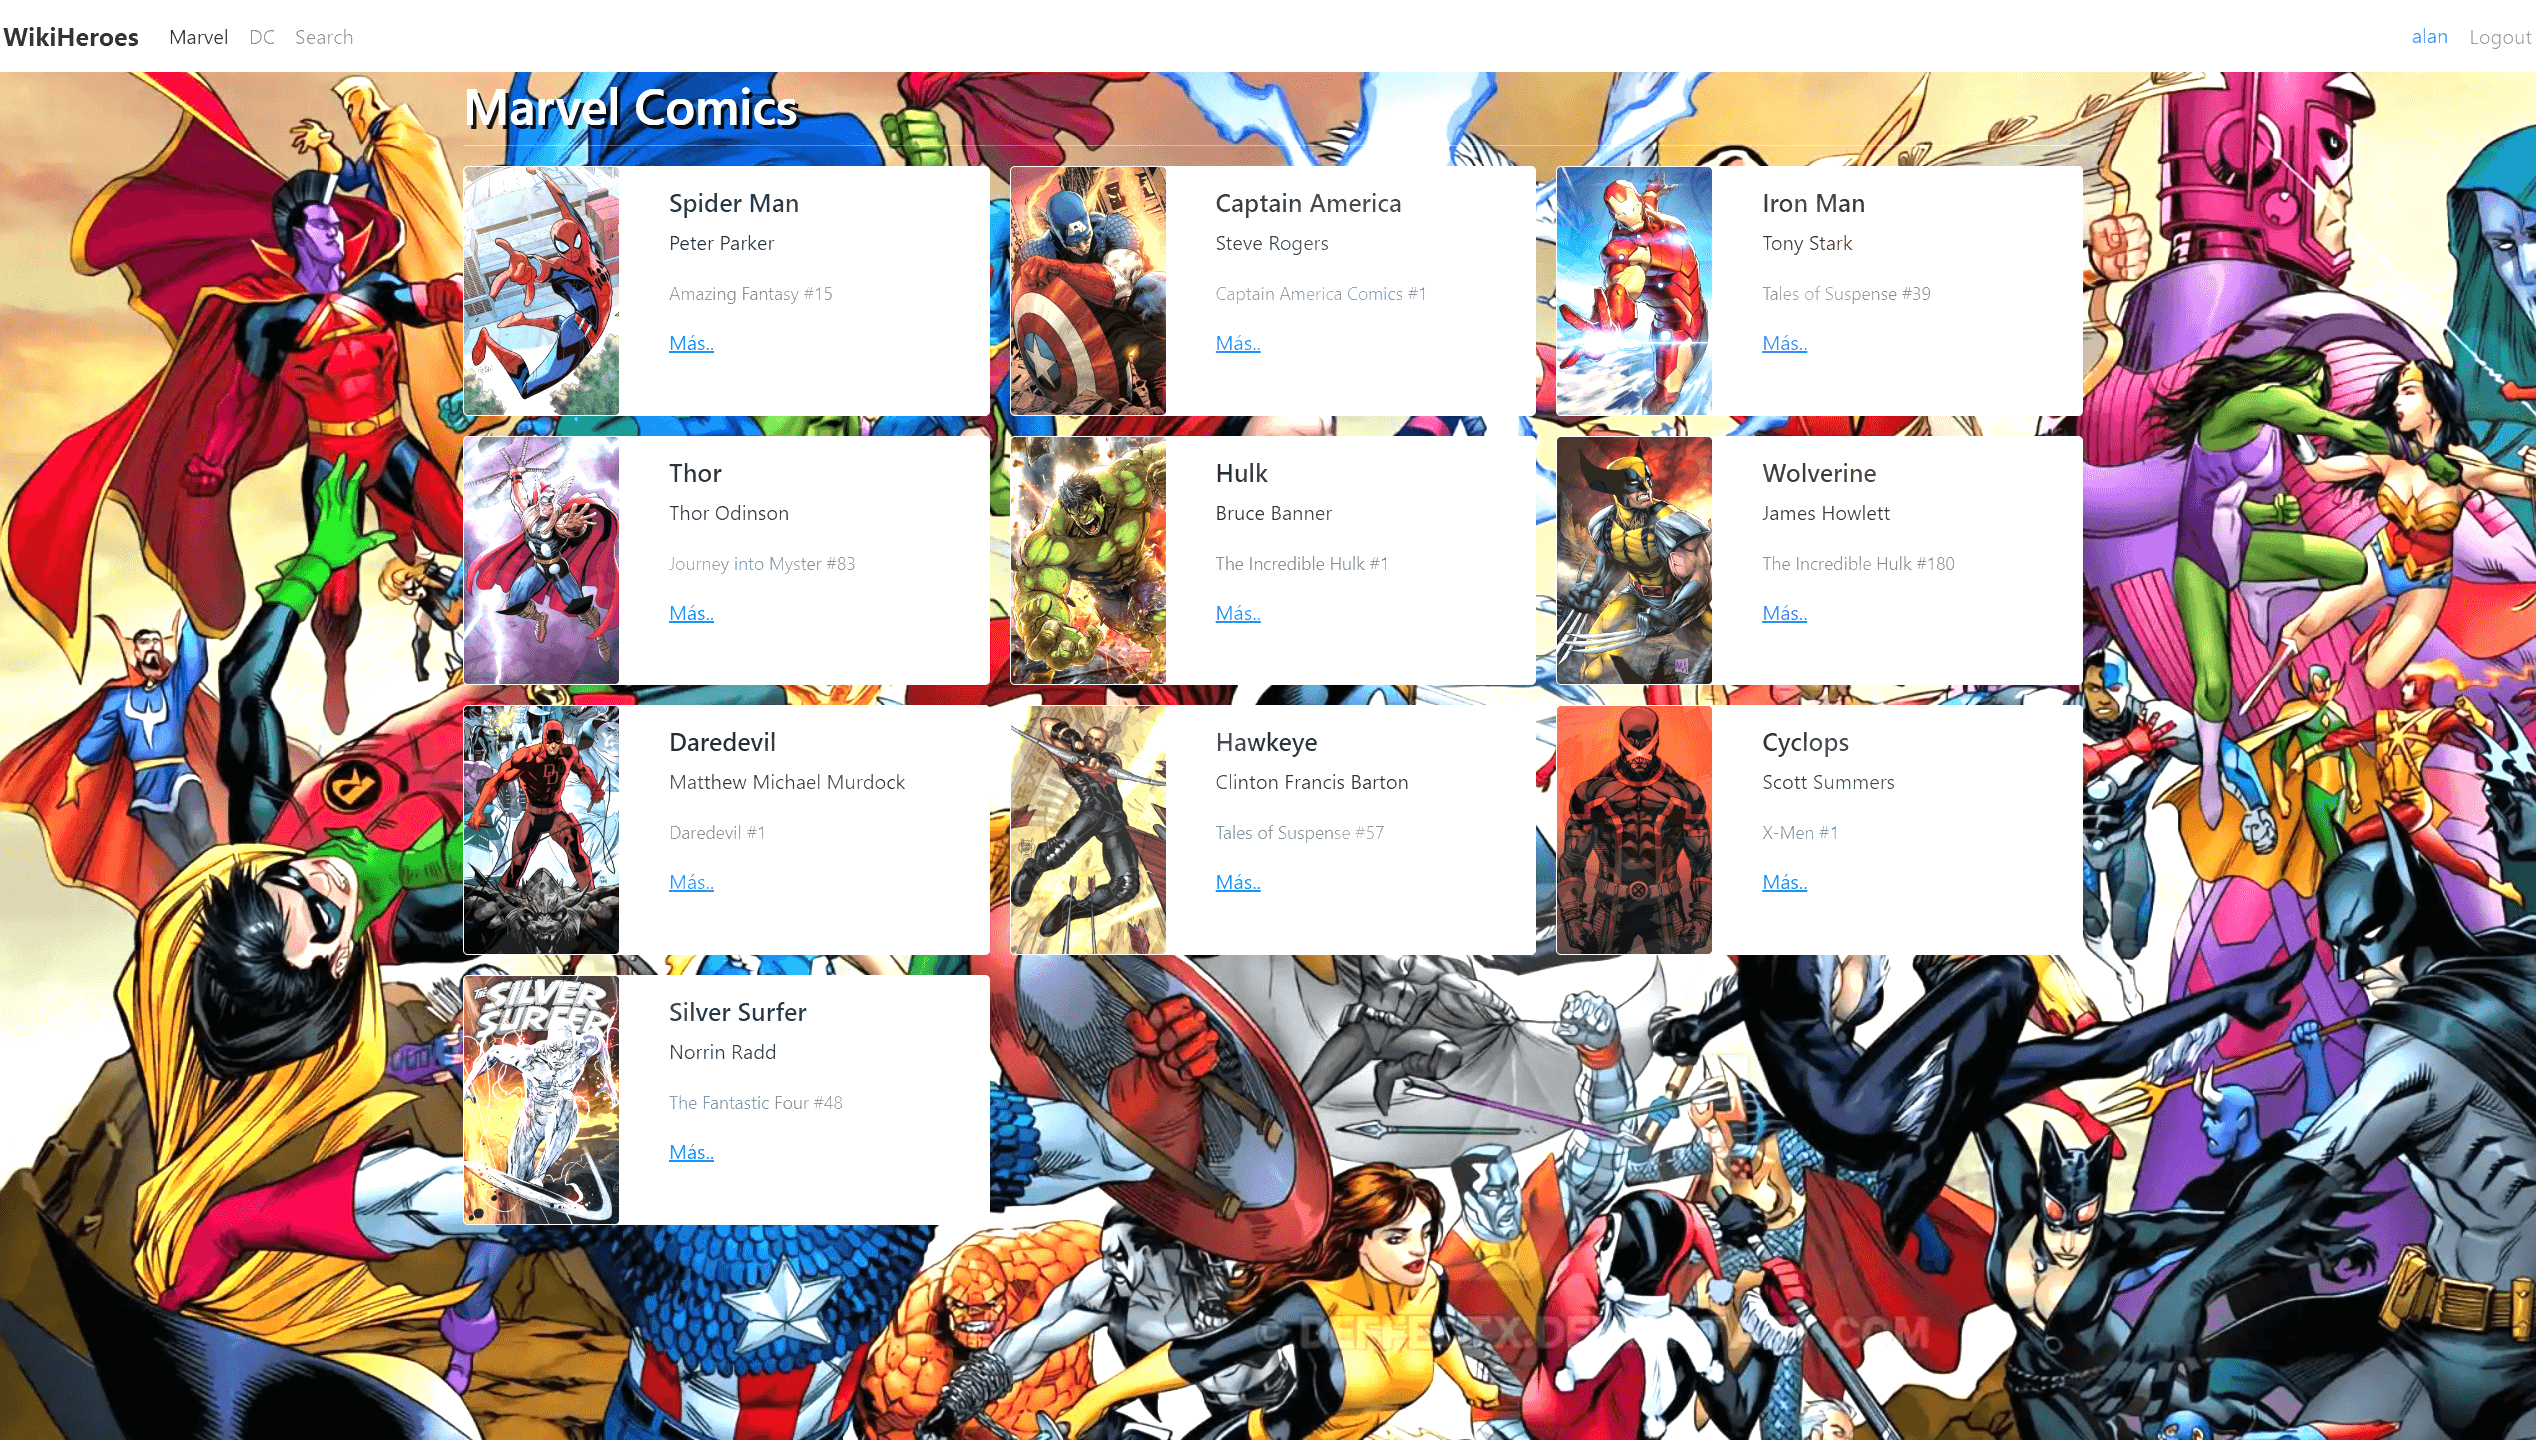 WikiHeroes Marvel DC Search alan Logout
Marvel Comics
Spider Man
Peter Parker
Amazing Fantasy #15
Más..
Captain America
Steve Rogers
Captain America Comics #1
Más..
Iron Man
Tony Stark
Tales of Suspense #39
Más..
Thor
Thor Odinson
Journey into Myster #83
Más..
Hulk
Bruce Banner
The Incredible Hulk #1
Más..
Wolverine
James Howlett
The Incredible Hulk #180
Más..
Daredevil
Matthew Michael Murdock
Daredevil #1
Más..
Hawkeye
Clinton Francis Barton
Tales of Suspense #57
Más..
Cyclops
Scott Summers
X-Men #1
Más..
THE SILVER
SURFER
Silver Surfer
Norrin Radd
The Fantastic Four #48
Más..